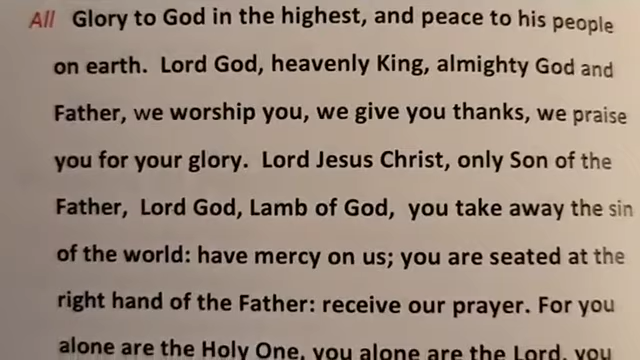 All Glory to God in the highest, and peace to his people
on earth. Lord God, heavenly King, almighty God and
Father, we worship you, we give you thanks, we praise
you for your glory. Lord Jesus Christ, only Son of the
Father, Lord God, Lamb of God, you take away the sin
of the world: have mercy on us; you are seated at the
right hand of the Father: receive our prayer. For you
alone are the Holy One, you alone are the Lord, you